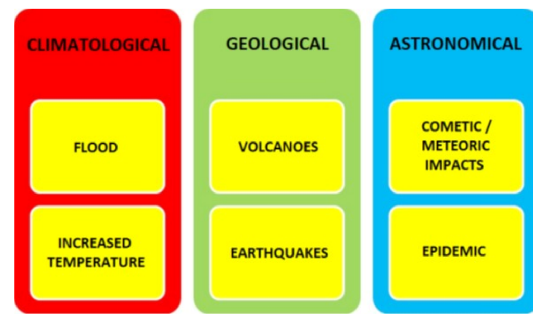 CLIMATOLOGICAL
FLOOD
INCREASED
TEMPERATURE
GEOLOGICAL
VOLCANOES
EARTHQUAKES
ASTRONOMICAL
COMETIC /
METEORIC
IMPACTS
EPIDEMIC